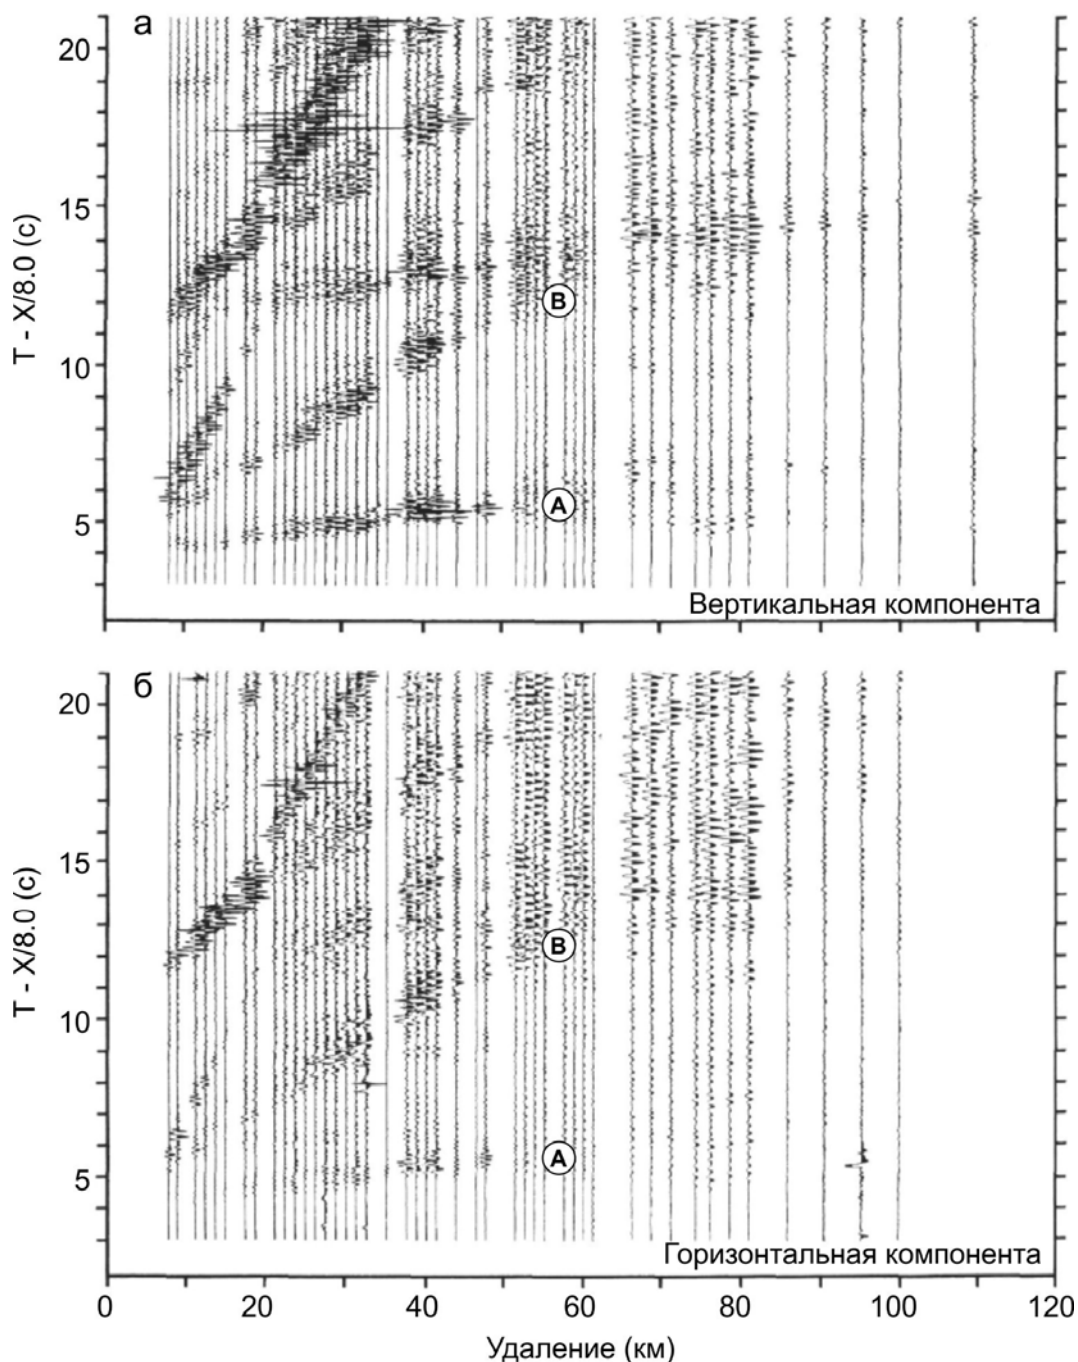 а
20
15
10
5
T - X/8.0 (с)
B
A
Вертикальная компонента
б
20
15
10
5
T - X/8.0 (с)
B
A
Горизонтальная компонента
0 20 40 60 80 100 120
Удаление (км)